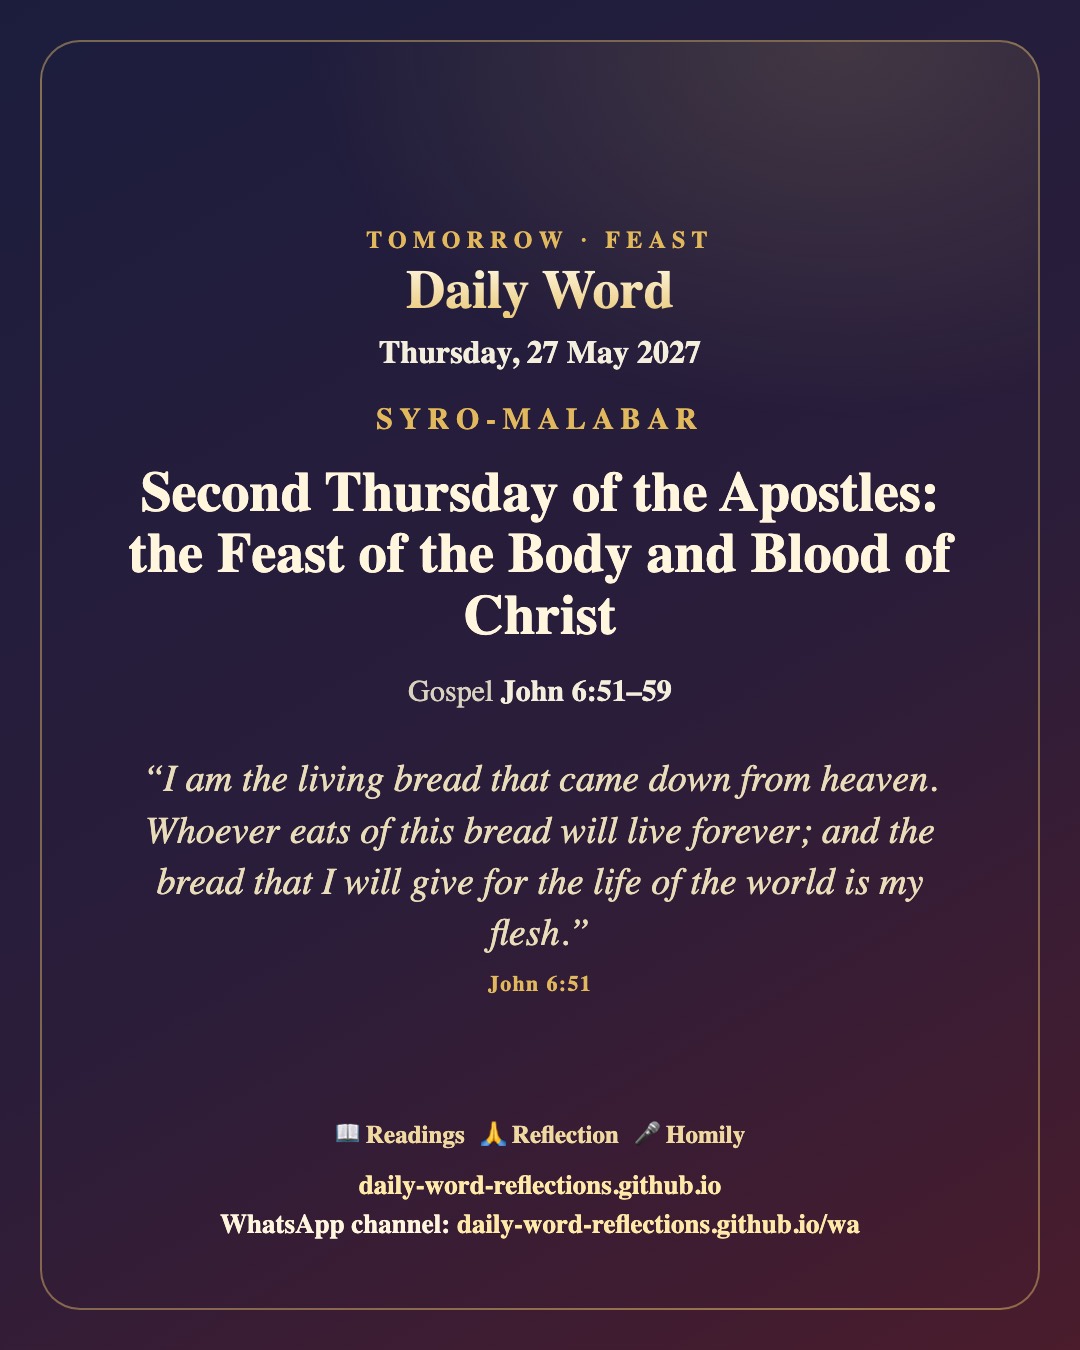 TOMORROW · FEAST
Daily Word
Thursday, 27 May 2027
SYRO-MALABAR
Second Thursday of the Apostles:
the Feast of the Body and Blood of
Christ
Gospel John 6:51–59
“I am the living bread that came down from heaven.
Whoever eats of this bread will live forever; and the
bread that I will give for the life of the world is my
flesh.”
John 6:51
📖 Readings 🙏 Reflection 🎤 Homily
daily-word-reflections.github.io
WhatsApp channel: daily-word-reflections.github.io/wa